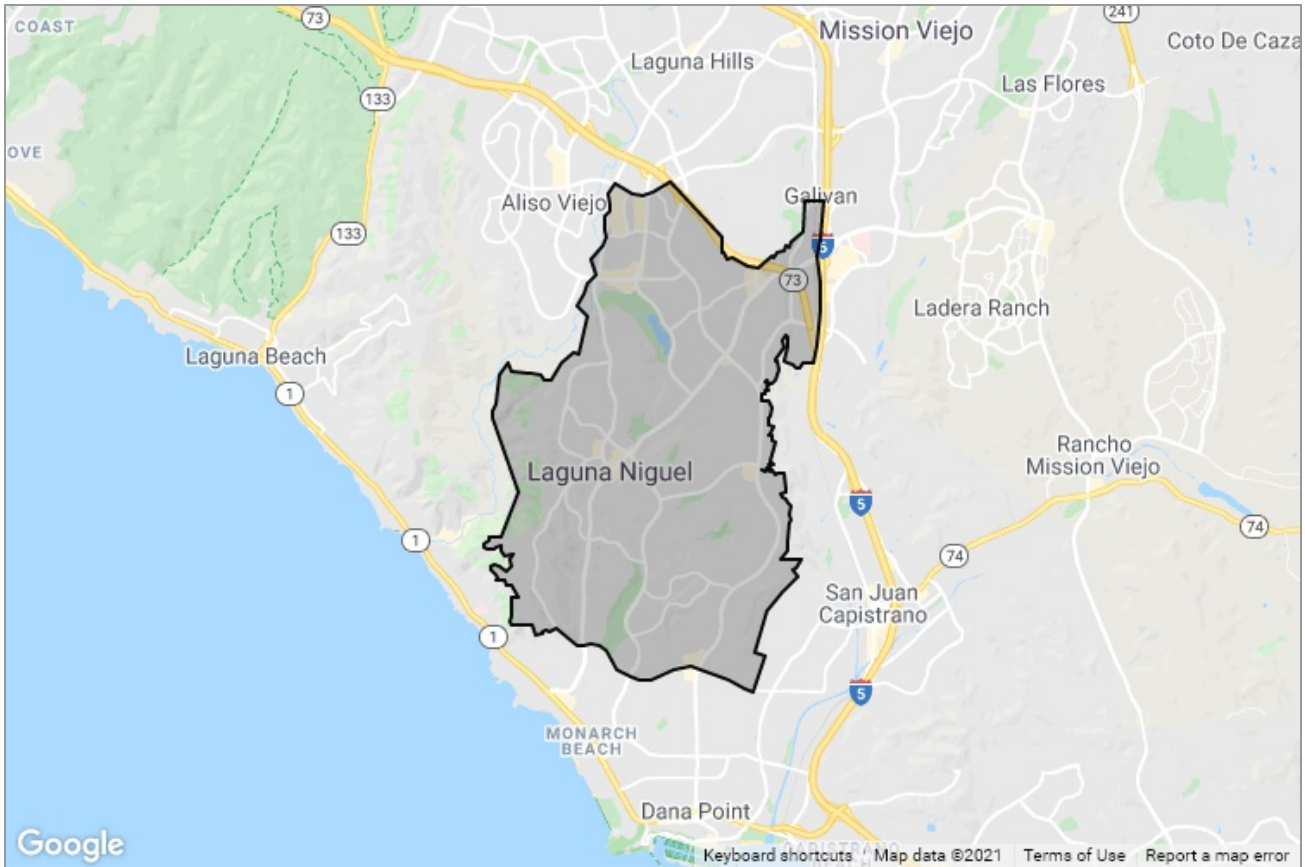 COAST
73
Mission Viejo
241
Coto De Caza
Laguna Hills
Las Flores
133
OVE
Aliso Viejo
Galivan
133
5
73
Ladera Ranch
Laguna Beach
1
Rancho
Mission Viejo
Laguna Niguel
5
74
1
74
San Juan
Capistrano
1
5
MONARCH
BEACH
Dana Point
Google
CAPISTRANO
Keyboard shortcuts
Map data ©2021
Terms of Use
Report a map error